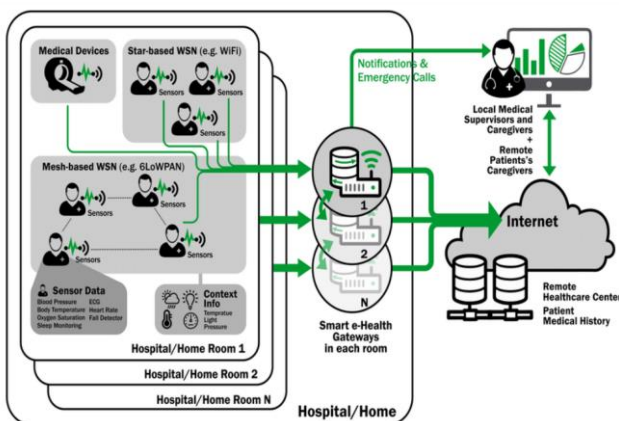 Medical Devices
Star-based WSN (e.g. WiFi)
Sensors
Sensors
Sensors
Mesh-based WSN (e.g. 6LoWPAN)
Sensors
Sensors
Sensors
Sensors
Sensor Data
Blood Pressure
ECG
Body Temperature
Heart Rate
Oxygen Saturation
Fall Detector
Sleep Monitoring
Context
Info
Tempratue
Light
Pressure
Hospital/Home Room 1
Hospital/Home Room 2
Hospital/Home Room N
Notifications &
Emergency Calls
1
2
N
Smart e-Health
Gateways
in each room
Hospital/Home
Local Medical
Supervisors and
Caregivers
+
Remote
Patients's
Caregivers
Internet
Remote
Healthcare Center
Patient
Medical History